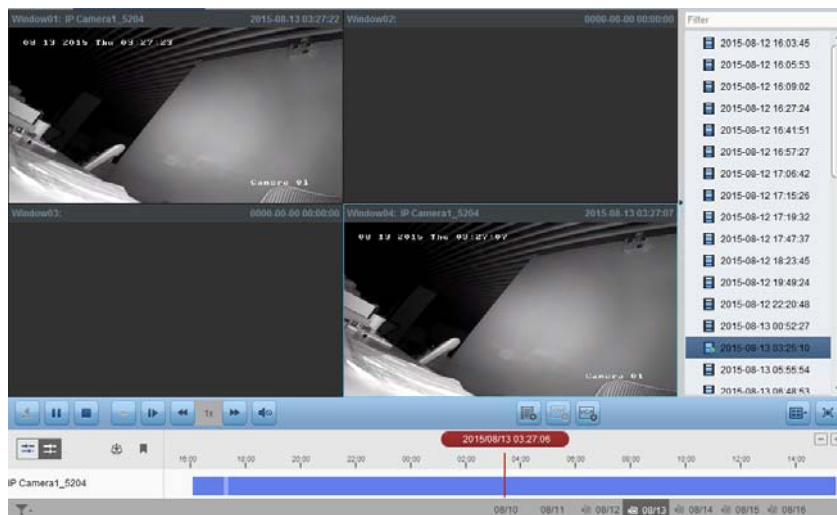 Window01: IP Camera1_5204 2015-08-13 03:27:22
Window02: 0000-00-00 00:00:00
Filter
08 13 2015 Thu 03:27:23
Camera 01
Window03: 0000-00-00 00:00:00
Window04: IP Camera1_5204 2015-08-13 03:27:07
08 13 2015 Thu 03:27:07
Camera 01
2015-08-12 16:03:45
2015-08-12 16:05:53
2015-08-12 16:09:02
2015-08-12 16:27:24
2015-08-12 16:41:51
2015-08-12 16:57:27
2015-08-12 17:06:42
2015-08-12 17:15:26
2015-08-12 17:19:32
2015-08-12 17:47:37
2015-08-12 18:23:45
2015-08-12 19:49:24
2015-08-12 22:20:48
2015-08-13 00:52:27
2015-08-13 03:25:10
2015-08-13 05:55:54
2015-08-13 06:48:53
1x
2015/08/13 03:27:06
16:00 18:00 20:00 22:00 00:00 02:00 04:00 06:00 08:00 10:00 12:00 14:00
IP Camera1_5204
08/10 08/11 08/12 08/13 08/14 08/15 08/16